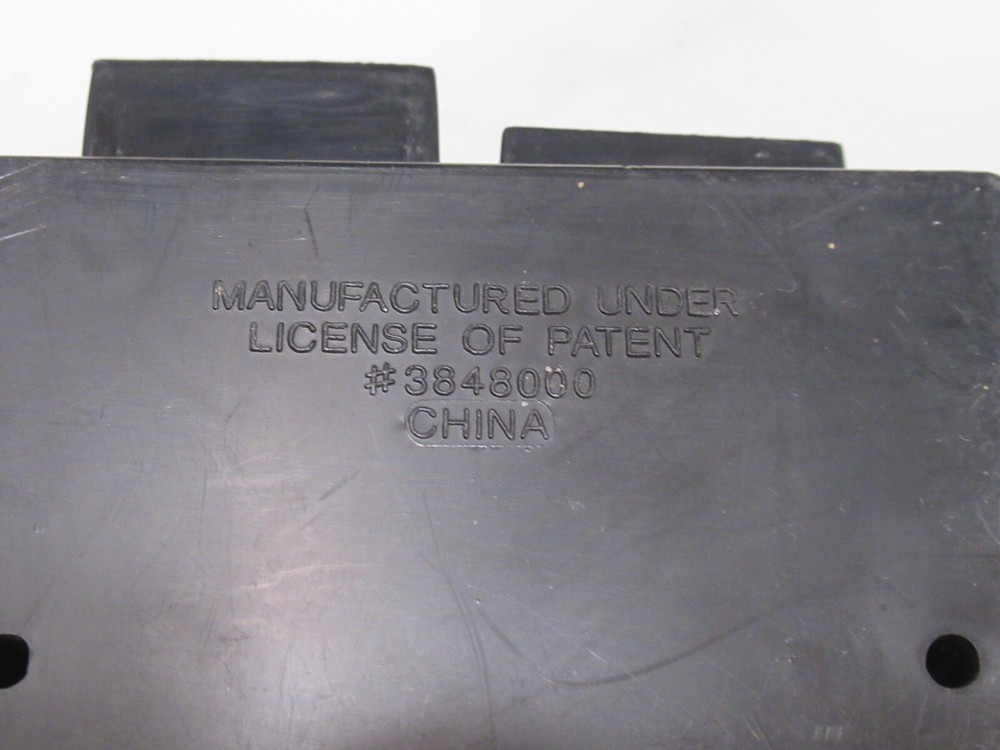 MANUFACTURED UNDER
LICENSE OF PATENT
#3848000
CHINA